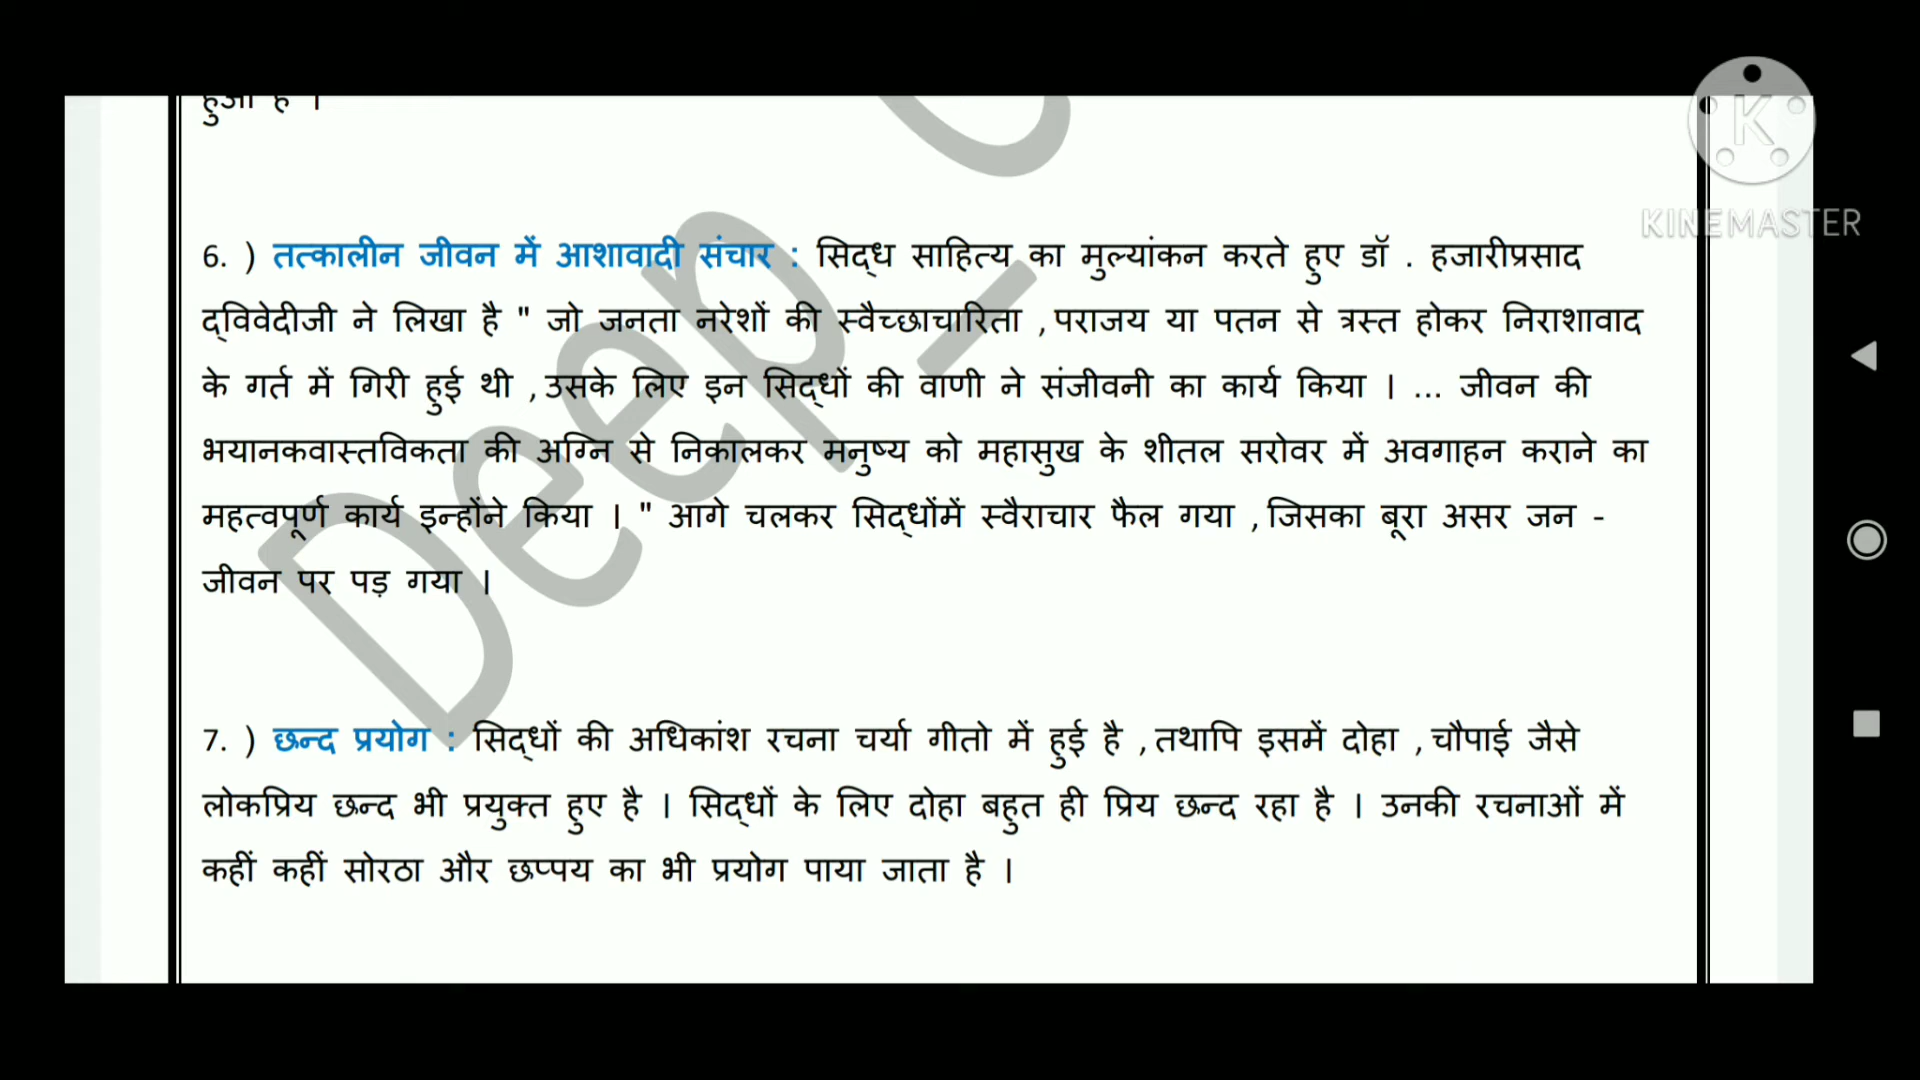 हुआ है ।
KINEMASTER
6. ) तत्कालीन जीवन में आशावादी संचार : सिद्ध साहित्य का मुल्यांकन करते हुए डॉ . हजारीप्रसाद
द्विवेदीजी ने लिखा है " जो जनता नरेशों की स्वैच्छाचारिता ,पराजय या पतन से त्रस्त होकर निराशावाद
के गर्त में गिरी हुई थी ,उसके लिए इन सिद्धों की वाणी ने संजीवनी का कार्य किया । ... जीवन की
भयानकवास्तविकता की अग्नि से निकालकर मनुष्य को महासुख के शीतल सरोवर में अवगाहन कराने का
महत्वपूर्ण कार्य इन्होंने किया । " आगे चलकर सिद्धोंमें स्वैराचार फैल गया ,जिसका बूरा असर जन -
जीवन पर पड़ गया ।
Deep_
7. ) छन्द प्रयोग : सिद्धों की अधिकांश रचना चर्या गीतो में हुई है ,तथापि इसमें दोहा ,चौपाई जैसे
लोकप्रिय छन्द भी प्रयुक्त हुए है । सिद्धों के लिए दोहा बहुत ही प्रिय छन्द रहा है । उनकी रचनाओं में
कहीं कहीं सोरठा और छप्पय का भी प्रयोग पाया जाता है ।